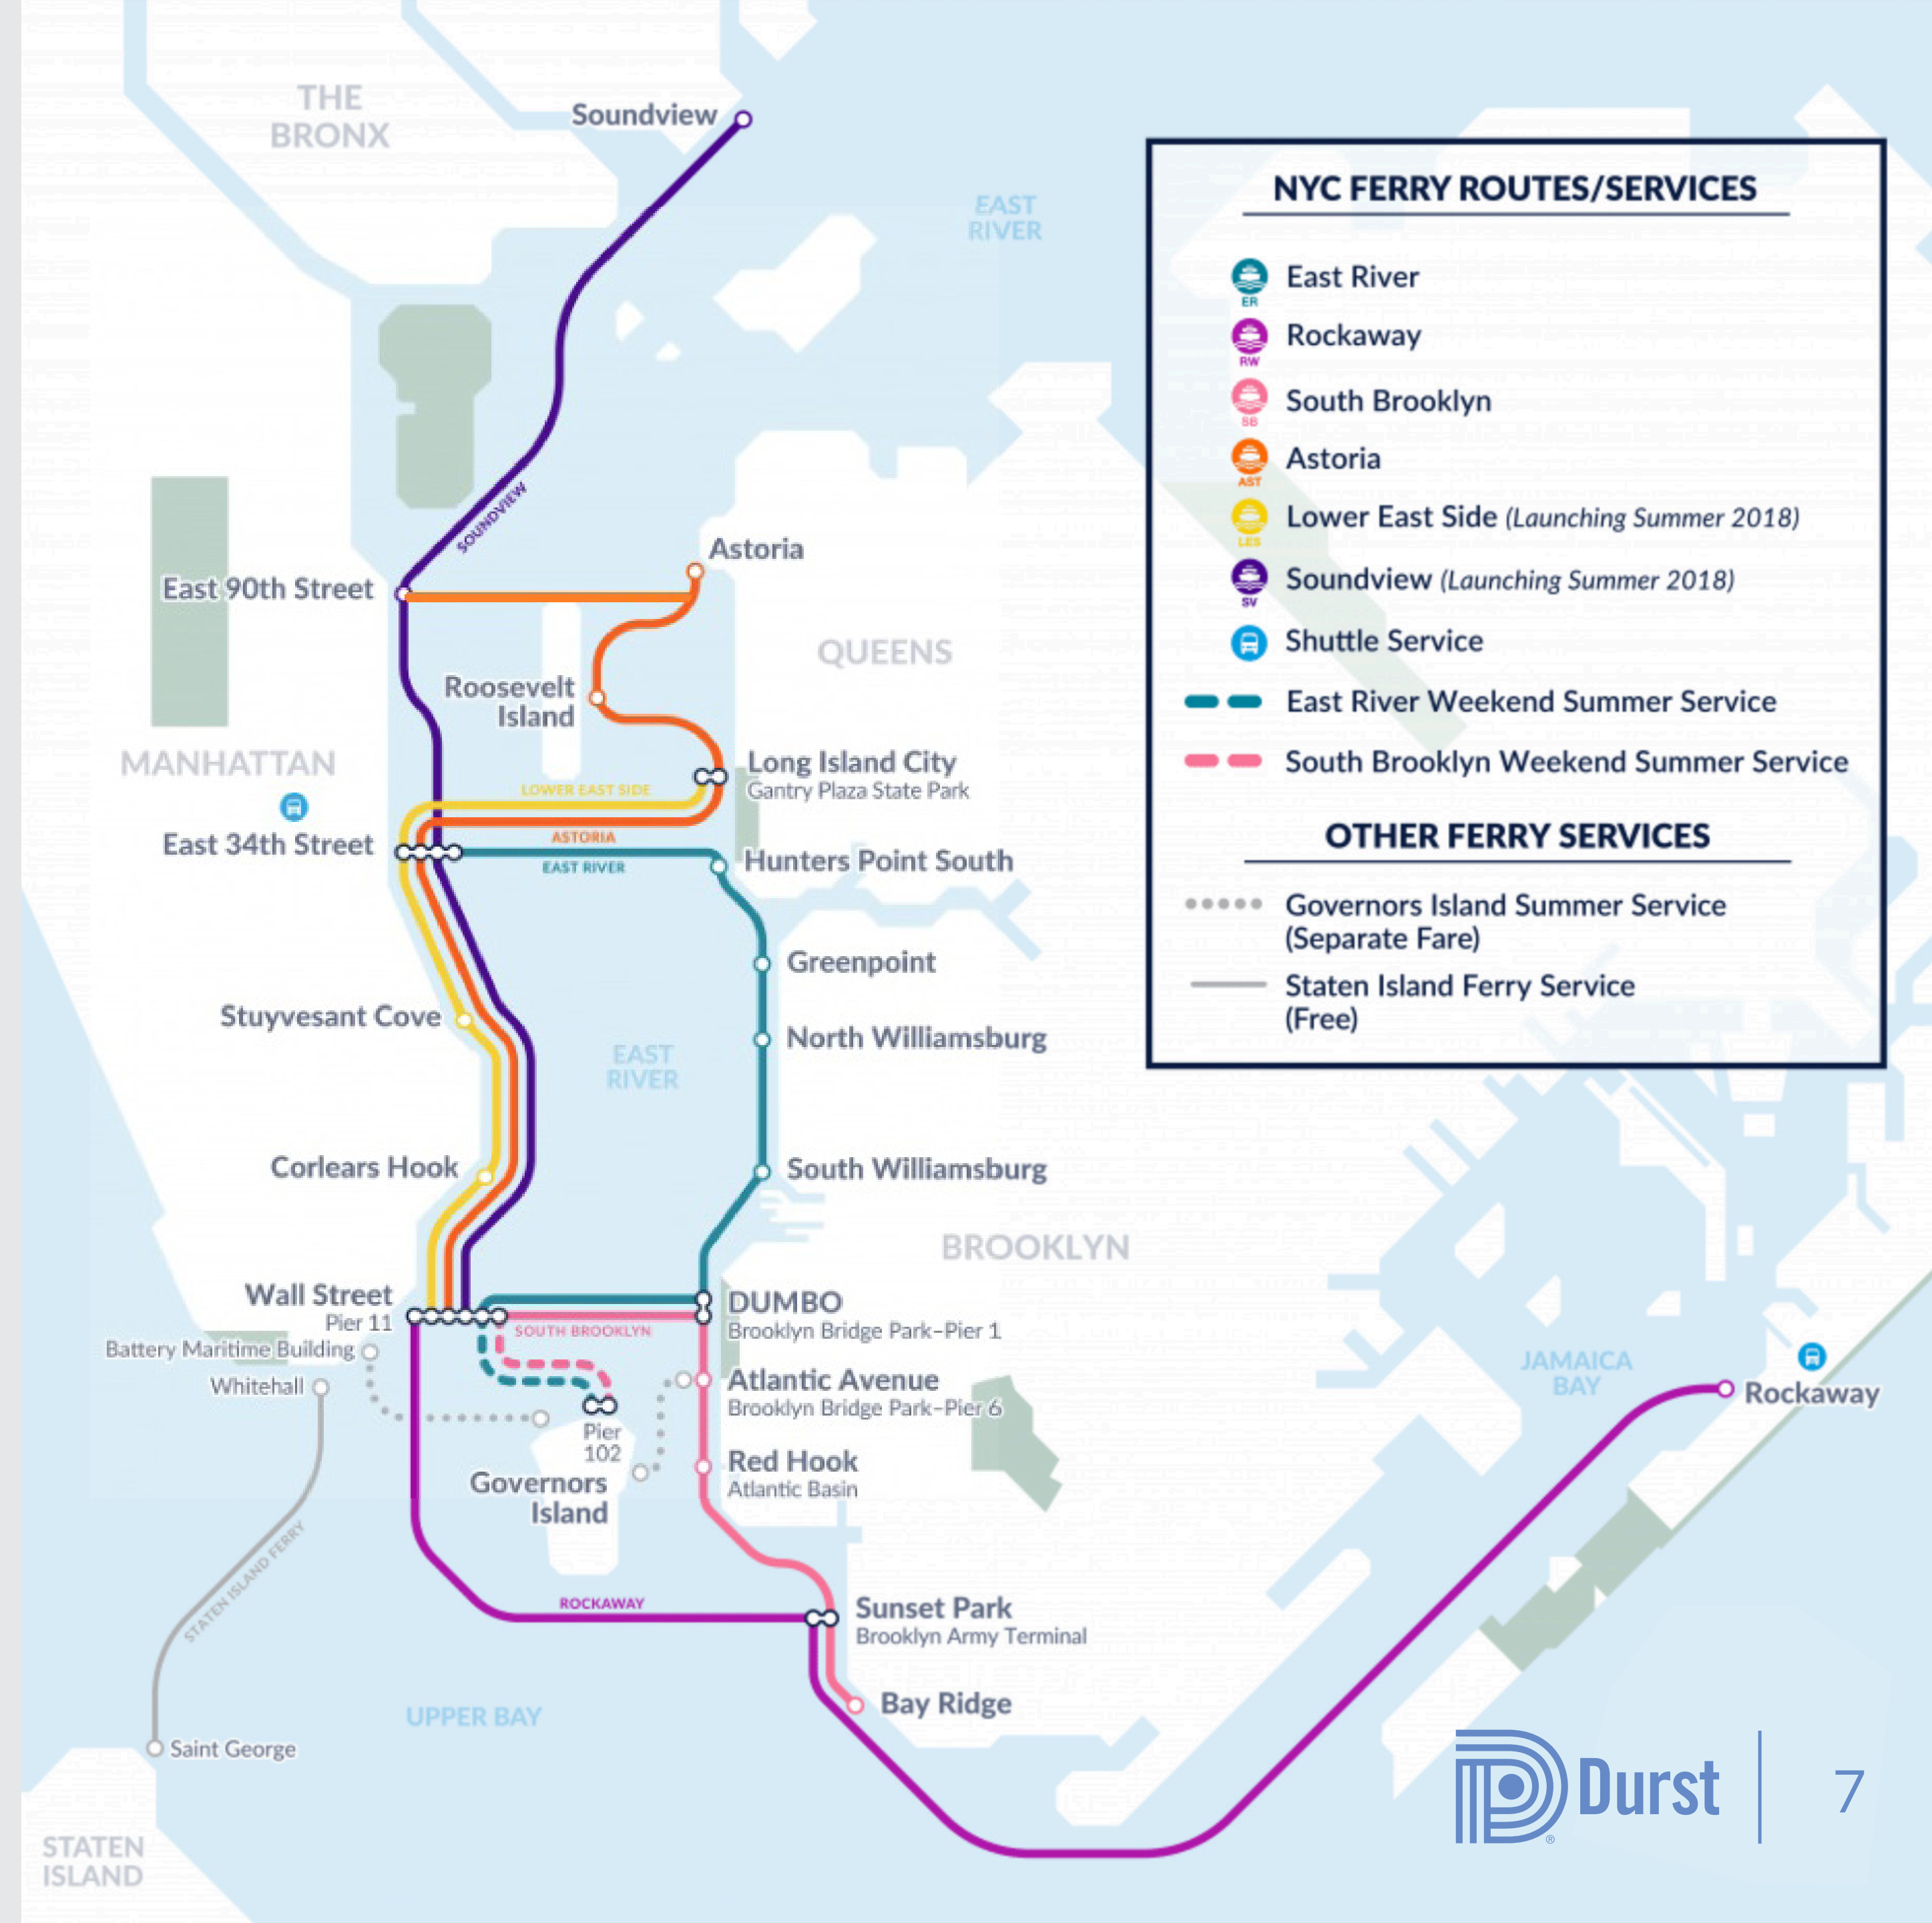 THE
BRONX
Soundview
EAST
RIVER
SOUNDVIEW
East 90th Street
Astoria
QUEENS
Roosevelt
Island
MANHATTAN
Long Island City
Gantry Plaza State Park
LOWER EAST SIDE
ASTORIA
East 34th Street
EAST RIVER
Hunters Point South
Greenpoint
Stuyvesant Cove
North Williamsburg
EAST
RIVER
Corlears Hook
South Williamsburg
BROOKLYN
Wall Street
Pier 11
DUMBO
Brooklyn Bridge Park–Pier 1
SOUTH BROOKLYN
Battery Maritime Building
Whitehall
Atlantic Avenue
Brooklyn Bridge Park–Pier 6
Pier
102
Governors
Island
Red Hook
Atlantic Basin
STATEN ISLAND FERRY
ROCKAWAY
Sunset Park
Brooklyn Army Terminal
Bay Ridge
UPPER BAY
Saint George
STATEN
ISLAND
JAMAICA
BAY
Rockaway
NYC FERRY ROUTES/SERVICES
ER
East River
RW
Rockaway
SB
South Brooklyn
AST
Astoria
LES
Lower East Side (Launching Summer 2018)
SV
Soundview (Launching Summer 2018)
Shuttle Service
East River Weekend Summer Service
South Brooklyn Weekend Summer Service
OTHER FERRY SERVICES
Governors Island Summer Service
(Separate Fare)
Staten Island Ferry Service
(Free)
Durst
®
7